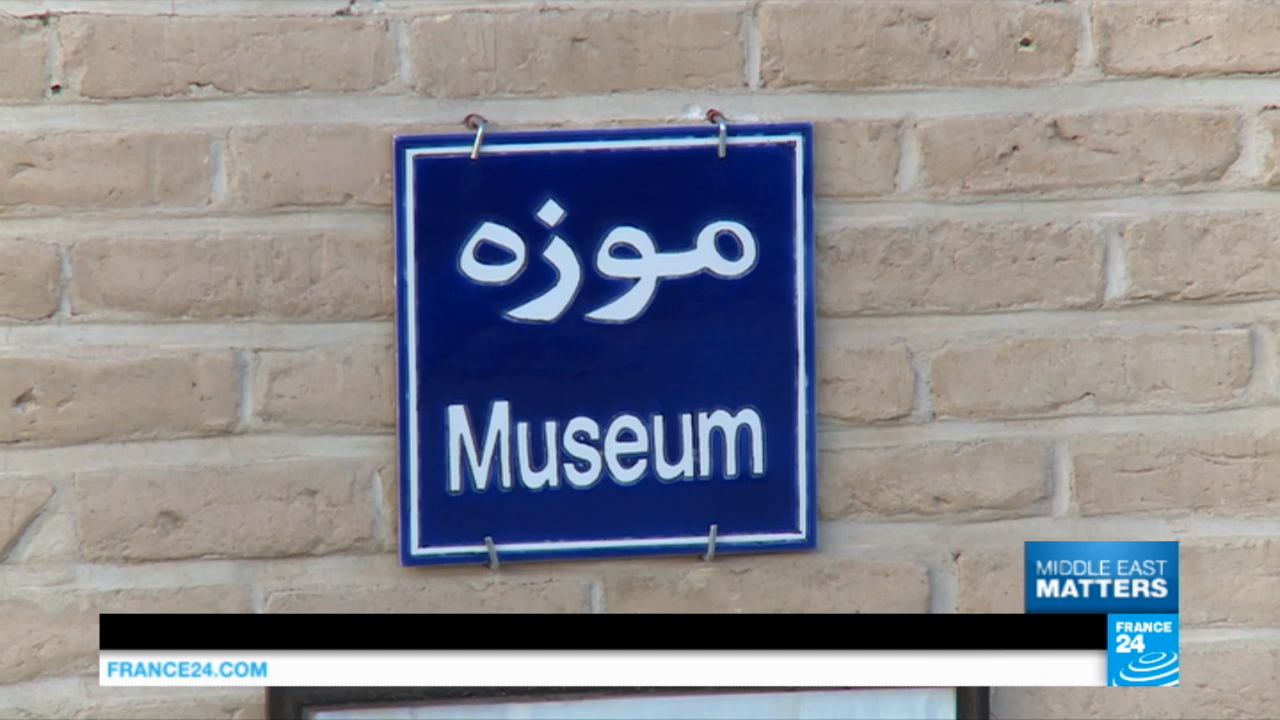 موزه
Museum
MIDDLE EAST
MATTERS
FRANCE
24
FRANCE24.COM